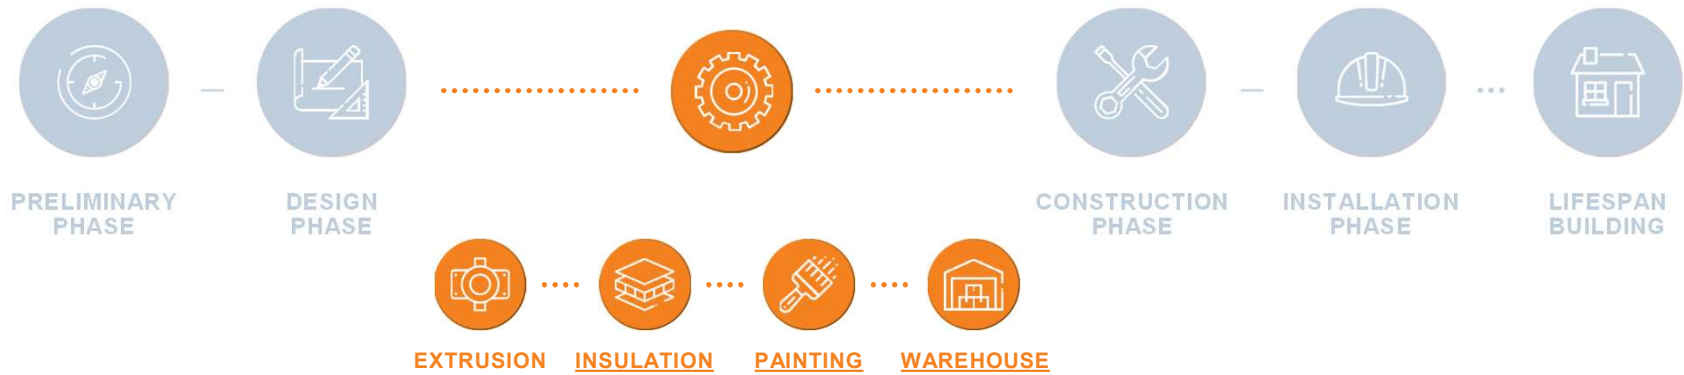 PRELIMINARY
PHASE
DESIGN
PHASE
CONSTRUCTION
PHASE
INSTALLATION
PHASE
LIFESPAN
BUILDING
EXTRUSION
INSULATION
PAINTING
WAREHOUSE